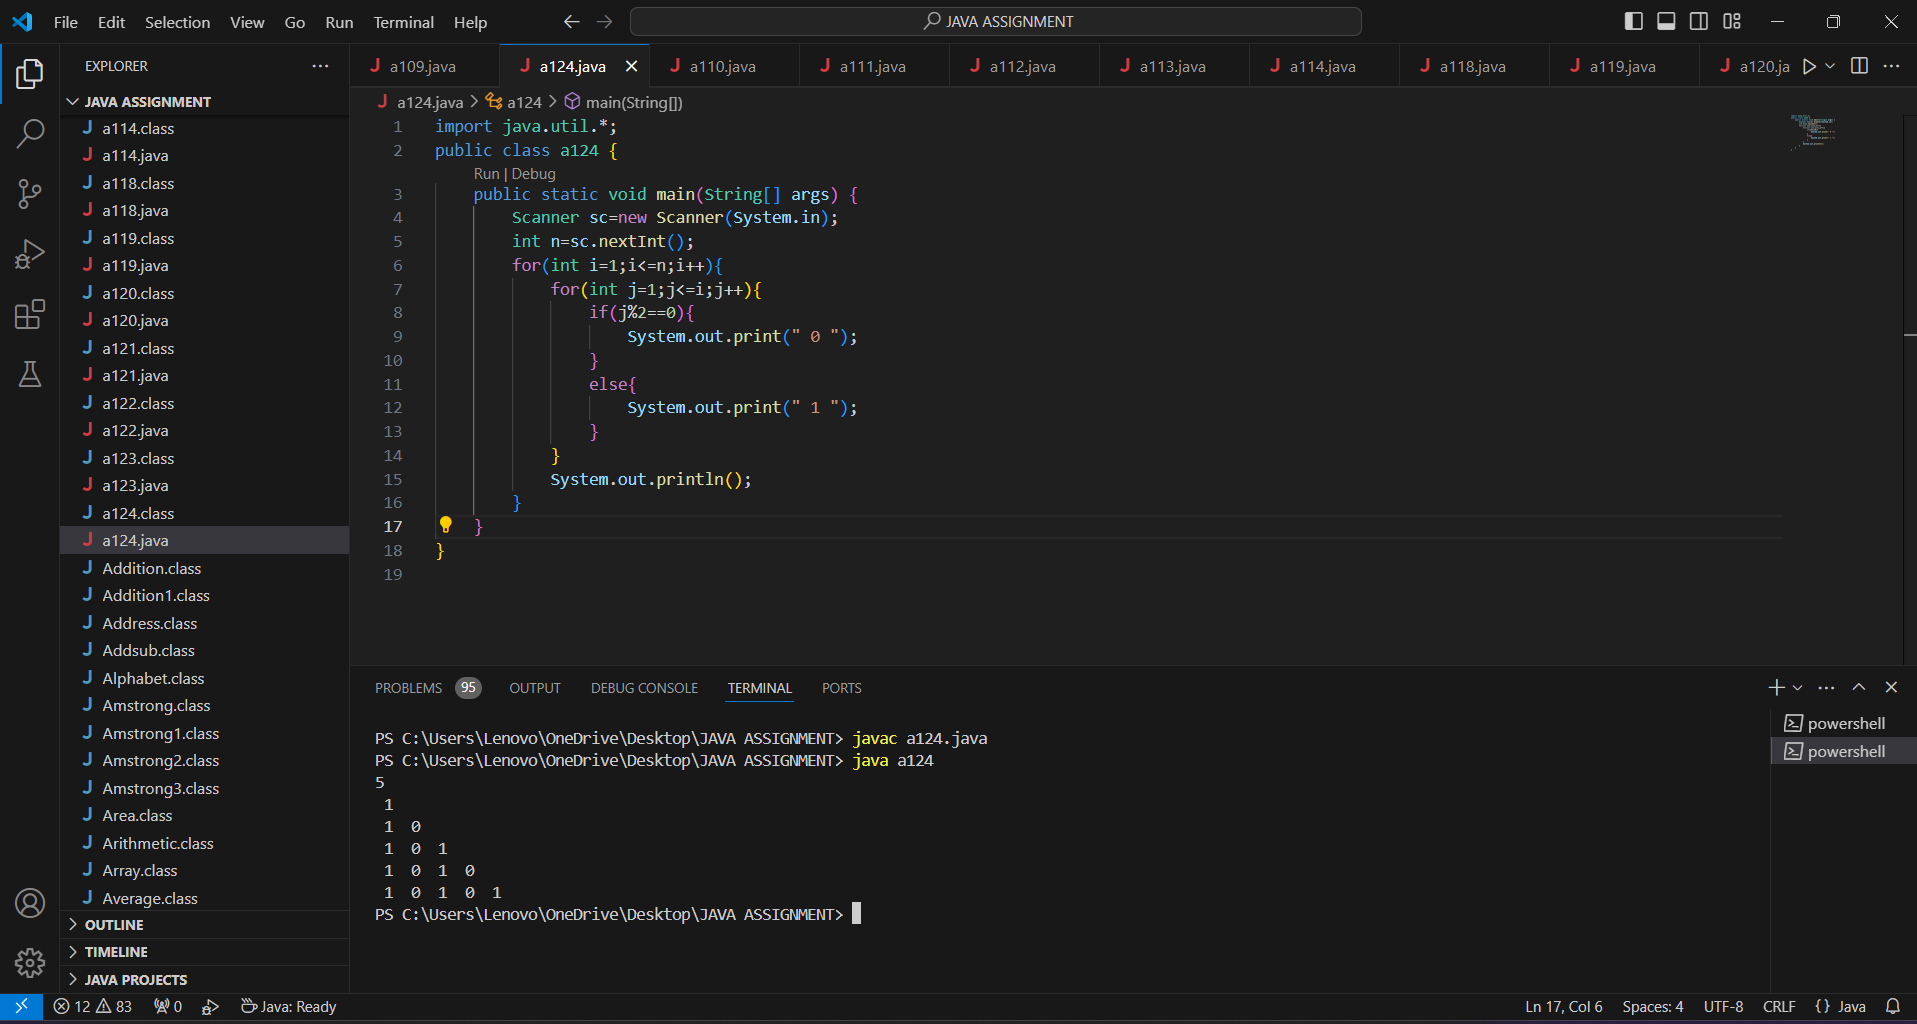 File Edit Selection View Go Run Terminal Help JAVA ASSIGNMENT
EXPLORER
JAVA ASSIGNMENT
J a114.class
J a114.java
J a118.class
J a118.java
J a119.class
J a119.java
J a120.class
J a120.java
J a121.class
J a121.java
J a122.class
J a122.java
J a123.class
J a123.java
J a124.class
J a124.java
J Addition.class
J Addition1.class
J Address.class
J Addsub.class
J Alphabet.class
J Amstrong.class
J Amstrong1.class
J Amstrong2.class
J Amstrong3.class
J Area.class
J Arithmetic.class
J Array.class
J Average.class
OUTLINE
TIMELINE
JAVA PROJECTS
J a109.java J a124.java J a110.java J a111.java J a112.java J a113.java J a114.java J a118.java J a119.java J a120.ja
J a124.java > a124 > main(String[])
1 import java.util.*;
2 public class a124 {
Run | Debug
3 public static void main(String[] args) {
4 Scanner sc=new Scanner(System.in);
5 int n=sc.nextInt();
6 for(int i=1;i<=n;i++){
7 for(int j=1;j<=i;j++){
8 if(j%2==0){
9 System.out.print(" 0 ");
10 }
11 else{
12 System.out.print(" 1 ");
13 }
14 }
15 System.out.println();
16 }
17 }
18 }
19
PROBLEMS 95 OUTPUT DEBUG CONSOLE TERMINAL PORTS
PS C:\Users\Lenovo\OneDrive\Desktop\JAVA ASSIGNMENT> javac a124.java
PS C:\Users\Lenovo\OneDrive\Desktop\JAVA ASSIGNMENT> java a124
5
1
1 0
1 0 1
1 0 1 0
1 0 1 0 1
PS C:\Users\Lenovo\OneDrive\Desktop\JAVA ASSIGNMENT>
powershell
powershell
12 83 0 Java: Ready Ln 17, Col 6 Spaces: 4 UTF-8 CRLF {} Java